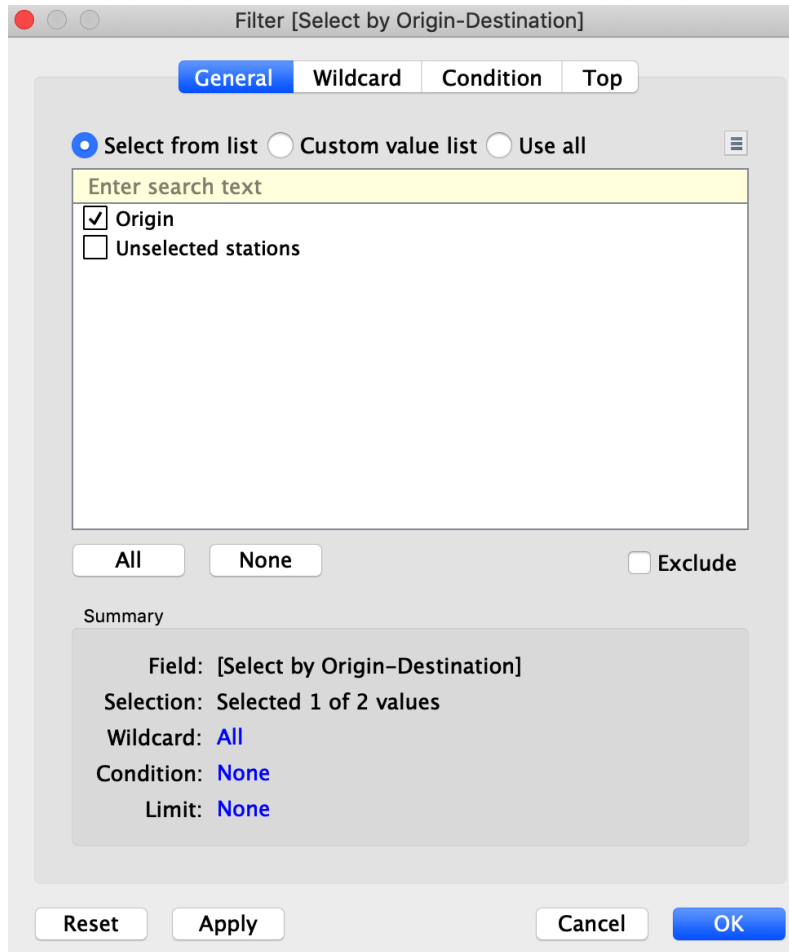 Filter [Select by Origin-Destination]
General Wildcard Condition Top
Select from list Custom value list Use all
Enter search text
Origin
Unselected stations
All None Exclude
Summary
Field: [Select by Origin-Destination]
Selection: Selected 1 of 2 values
Wildcard: All
Condition: None
Limit: None
Reset Apply Cancel OK